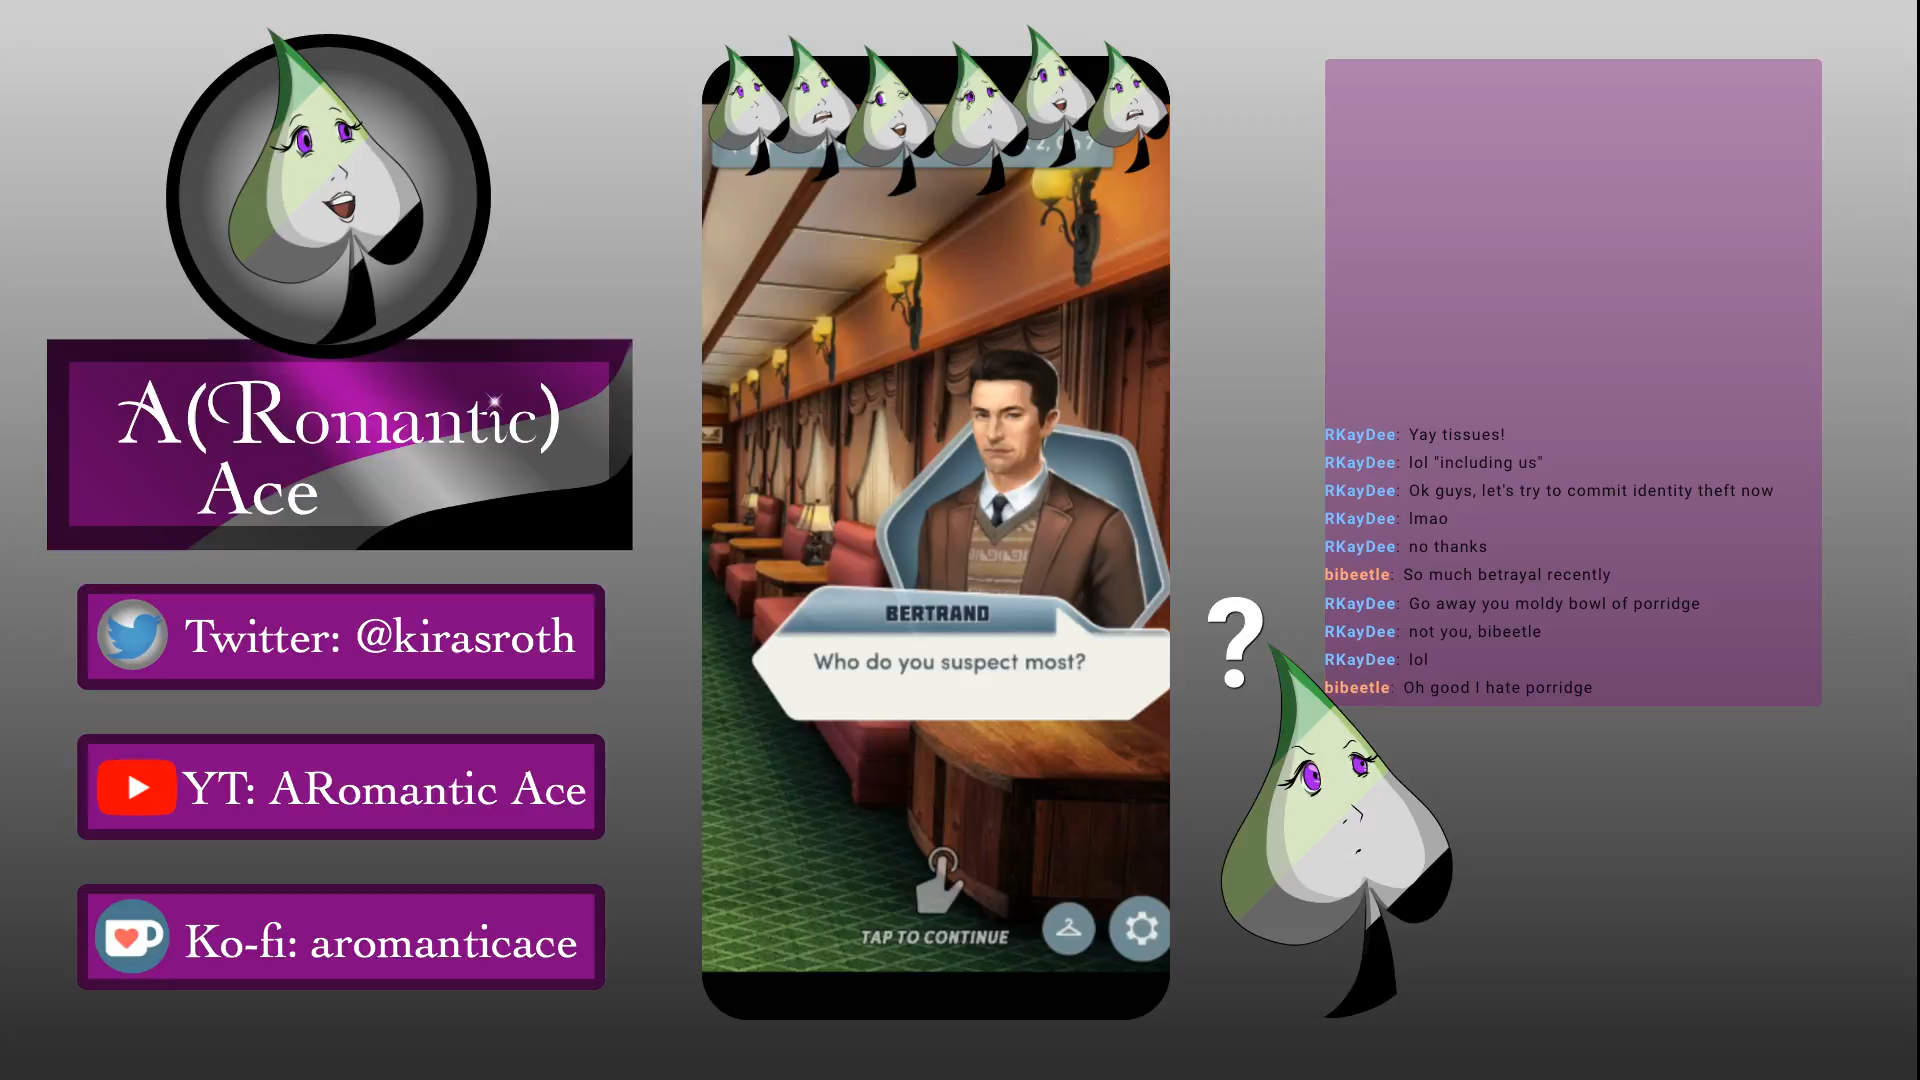 A(Romantic)
Ace
Twitter: @kirasroth
YT: ARomantic Ace
Ko-fi: aromanticace
BERTRAND
Who do you suspect most?
TAP TO CONTINUE
?
RKayDee: Yay tissues!
RKayDee: lol "including us"
RKayDee: Ok guys, let's try to commit identity theft now
RKayDee: lmao
RKayDee: no thanks
bibeetle: So much betrayal recently
RKayDee: Go away you moldy bowl of porridge
RKayDee: not you, bibeetle
RKayDee: lol
bibeetle: Oh good I hate porridge